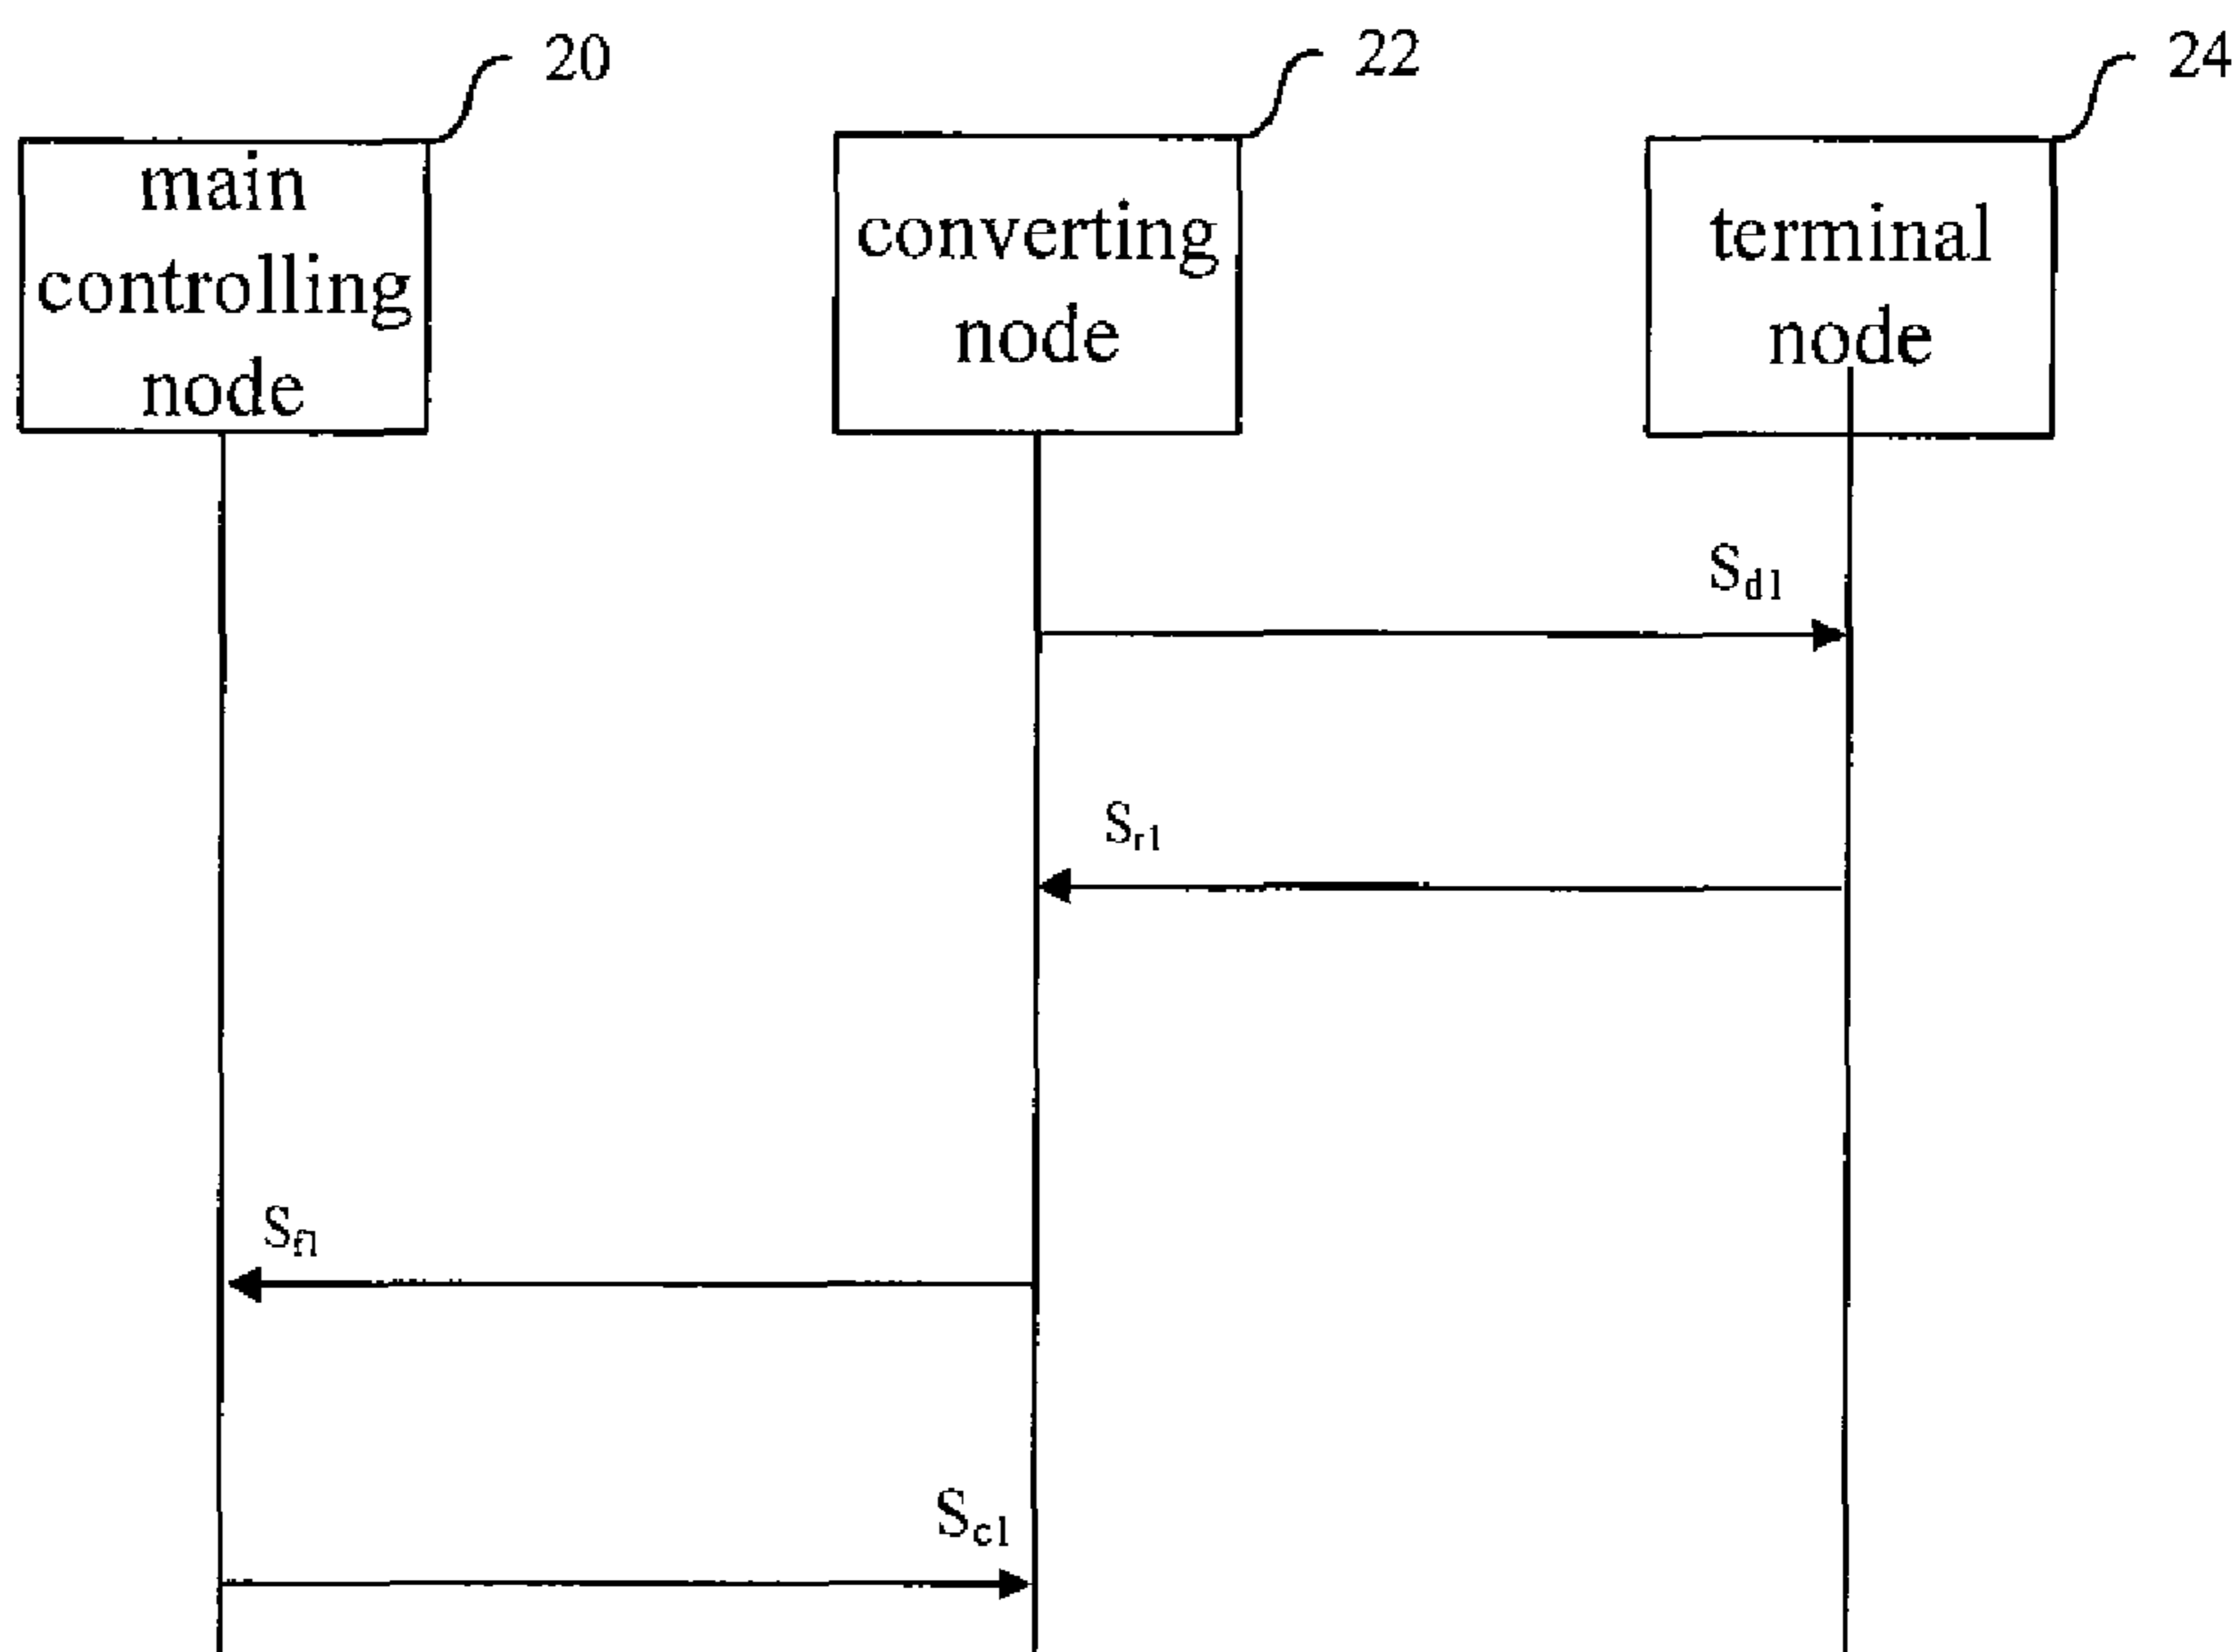 20
22
24
main
controlling
node
converting
node
terminal
node
Sd1
Sr1
Sf1
Sc1